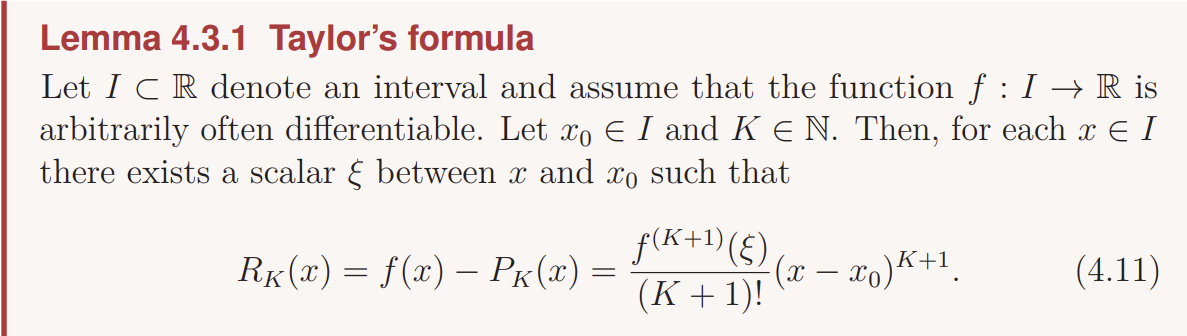 Lemma 4.3.1 Taylor's formula
Let I ⊂ ℝ denote an interval and assume that the function f : I → ℝ is
arbitrarily often differentiable. Let x₀ ∈ I and K ∈ ℕ. Then, for each x ∈ I
there exists a scalar ξ between x and x₀ such that
R_K(x) = f(x) − P_K(x) = \frac{f^{(K+1)}(ξ)}{(K + 1)!}(x − x₀)^{K+1}. (4.11)